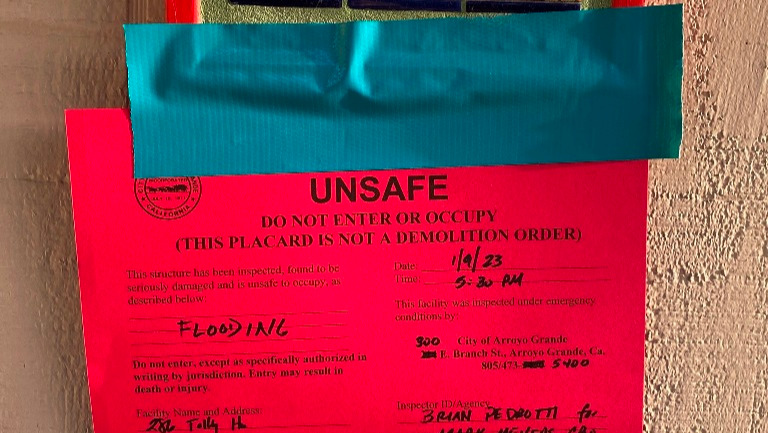 INCORPORATED
CALIFORNIA
UNSAFE
DO NOT ENTER OR OCCUPY
(THIS PLACARD IS NOT A DEMOLITION ORDER)
This structure has been inspected, found to be
seriously damaged and is unsafe to occupy, as
described below:
FLOODING
Do not enter, except as specifically authorized in
writing by jurisdiction. Entry may result in
death or injury.
Facility Name and Address:
Date: 1/9/23
Time: 5:30 PM
This facility was inspected under emergency
conditions by:
300 City of Arroyo Grande
E. Branch St., Arroyo Grande, Ca.
805/473- 5400
Inspector ID/Agency
BRIAN PEDROTTI for